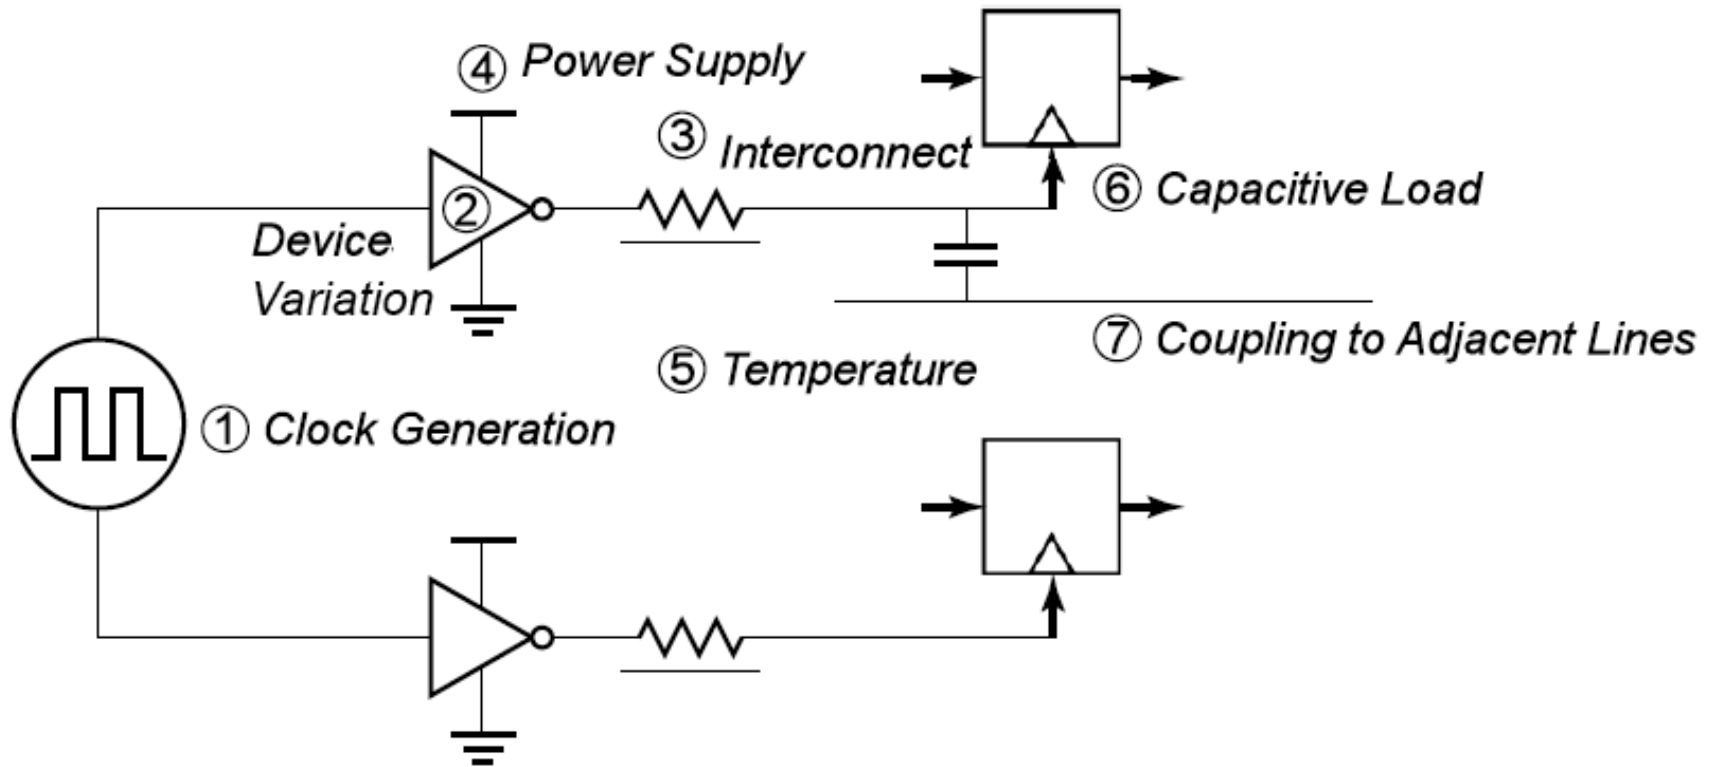 ④ Power Supply
③ Interconnect
⑥ Capacitive Load
②
Device
Variation
⑦ Coupling to Adjacent Lines
⑤ Temperature
① Clock Generation